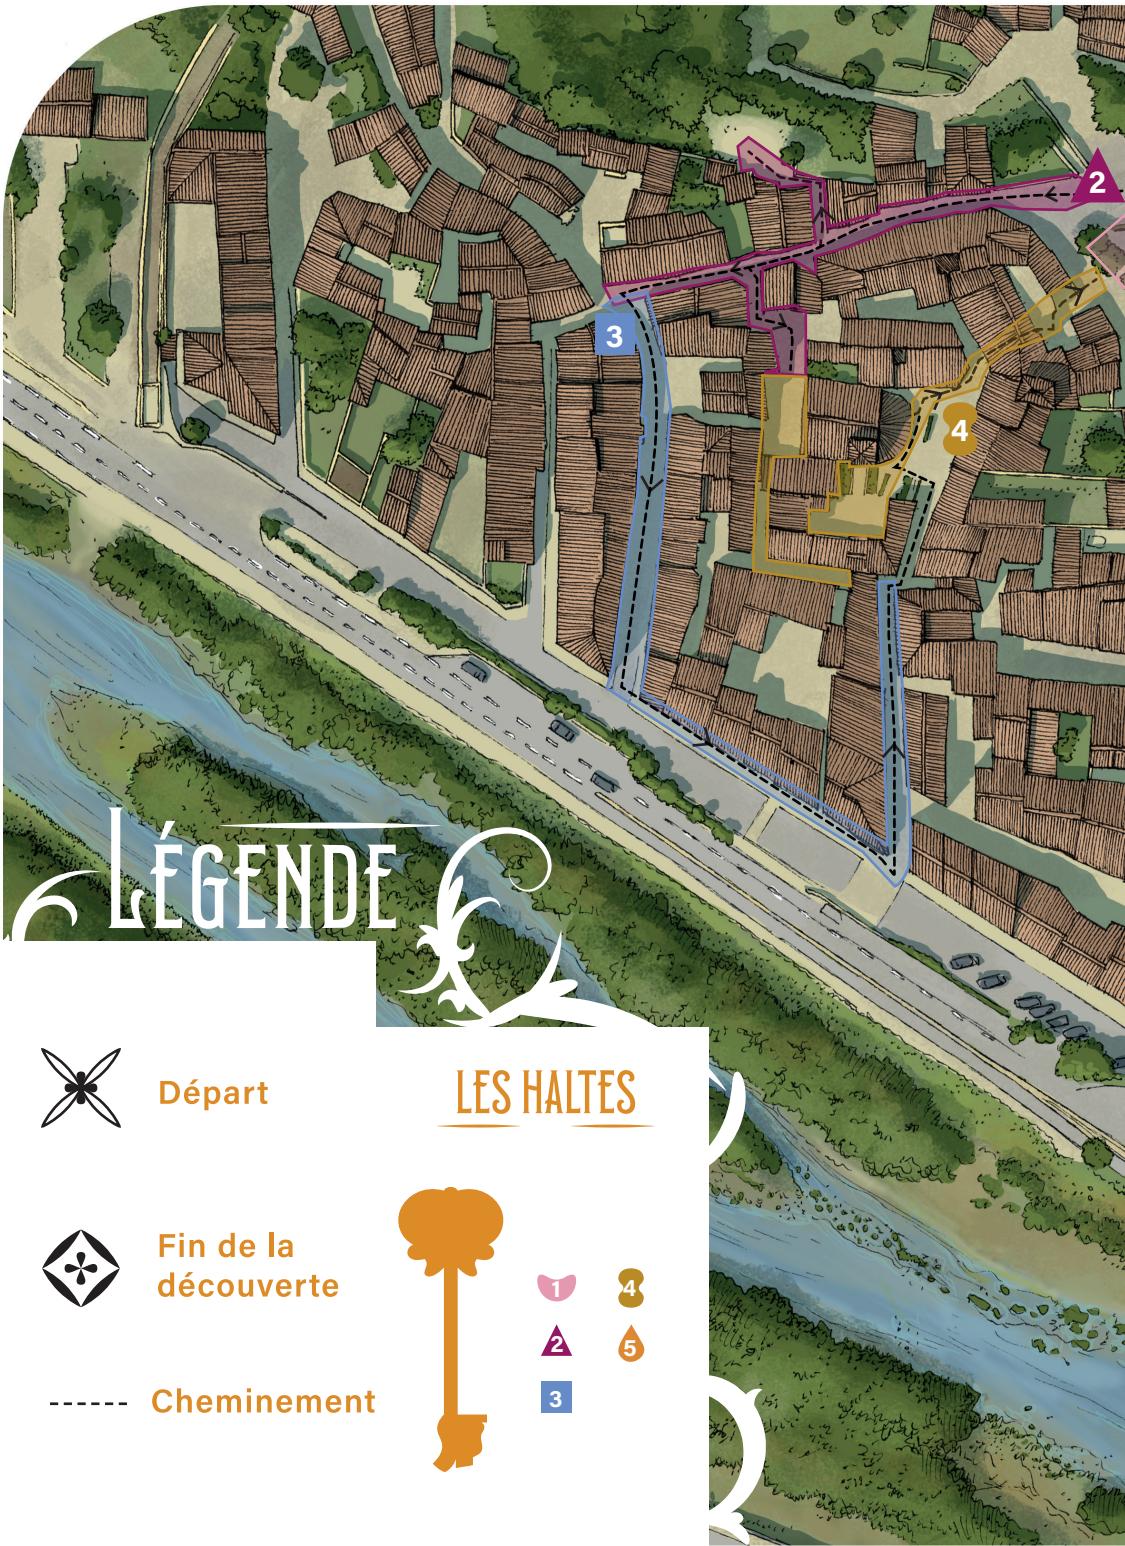 2
3
4
LÉGENDE
Départ
LES HALTES
Fin de la
découverte
1
4
2
5
Cheminement
3